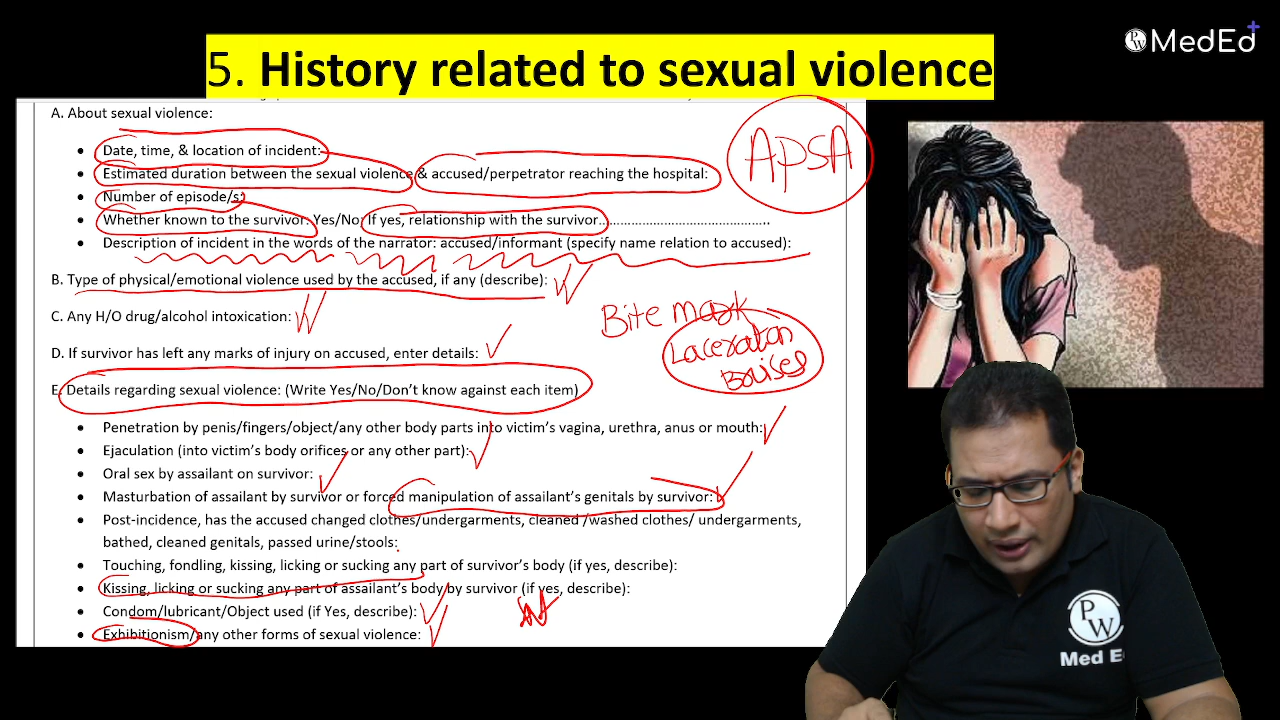 MedEd+
5. History related to sexual violence
A. About sexual violence:
• Date, time, & location of incident:
• Estimated duration between the sexual violence & accused/perpetrator reaching the hospital:
• Number of episode/s:
• Whether known to the survivor: Yes/No; If yes, relationship with the survivor...........................................
• Description of incident in the words of the narrator: accused/informant (specify name relation to accused):
APSA
B. Type of physical/emotional violence used by the accused, if any (describe):
C. Any H/O drug/alcohol intoxication:
D. If survivor has left any marks of injury on accused, enter details:
Bite mark
Laceration
Bruises
E. Details regarding sexual violence: (Write Yes/No/Don't know against each item)
• Penetration by penis/fingers/object/any other body parts into victim's vagina, urethra, anus or mouth:
• Ejaculation (into victim's body orifices or any other part):
• Oral sex by assailant on survivor:
• Masturbation of assailant by survivor or forced manipulation of assailant's genitals by survivor:
• Post-incidence, has the accused changed clothes/undergarments, cleaned /washed clothes/ undergarments,
bathed, cleaned genitals, passed urine/stools:
• Touching, fondling, kissing, licking or sucking any part of survivor's body (if yes, describe):
• Kissing, licking or sucking any part of assailant's body by survivor (if yes, describe):
• Condom/lubricant/Object used (if Yes, describe):
• Exhibitionism/any other forms of sexual violence:
PW
Med E